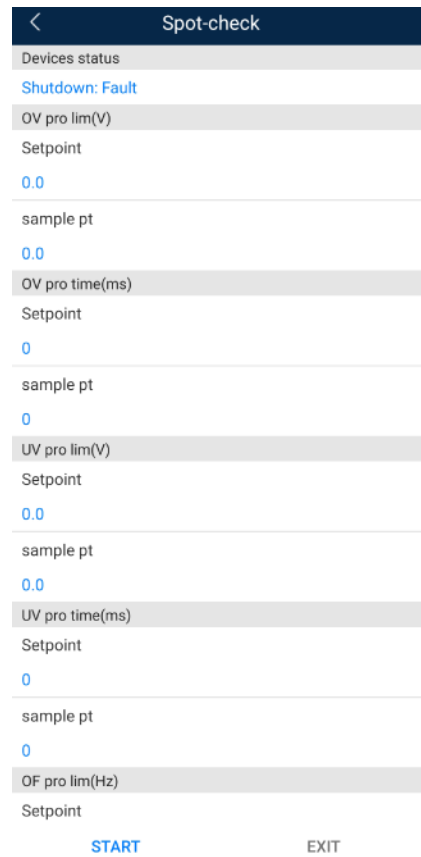 Spot-check
Devices status
Shutdown: Fault
OV pro lim(V)
Setpoint
0.0
sample pt
0.0
OV pro time(ms)
Setpoint
0
sample pt
0
UV pro lim(V)
Setpoint
0.0
sample pt
0.0
UV pro time(ms)
Setpoint
0
sample pt
0
OF pro lim(Hz)
Setpoint
START EXIT